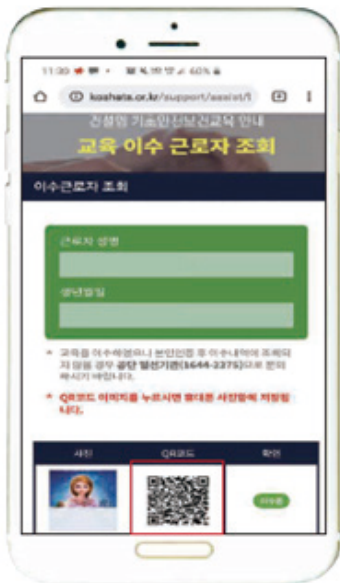 11:39 60%
koshats.or.kr/support/assist/l
건설업 기초안전보건교육 안내
교육 이수 근로자 조회
이수근로자 조회
근로자 성명
생년월일
* 교육을 이수하였으나 본인인증 후 이수내역에 조회되
지 않을 경우 공단 일선기관(1644-2275)으로 문의
하시기 바랍니다.
* QR코드 이미지를 누르시면 휴대폰 사진함에 저장됩
니다.
사진 QR코드 확인